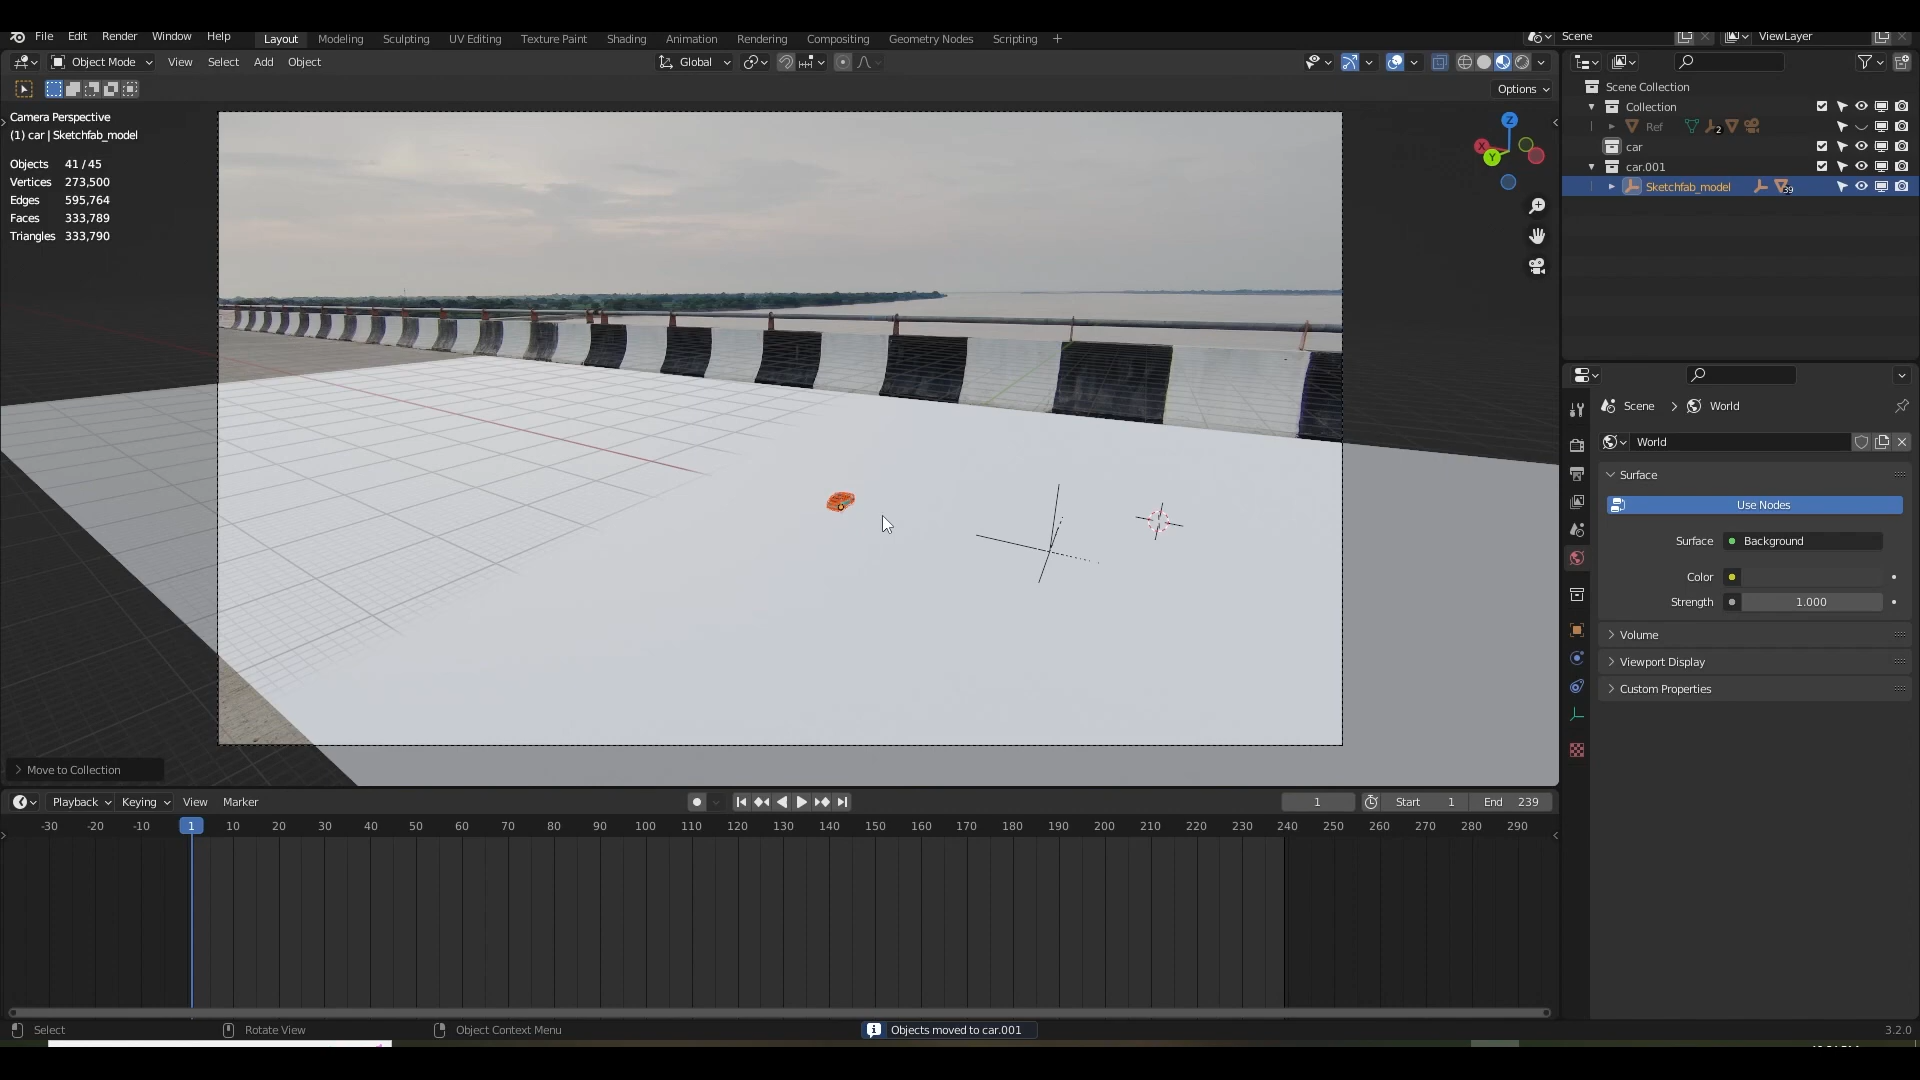 File Edit Render Window Help Layout Modeling Sculpting UV Editing Texture Paint Shading Animation Rendering Compositing Geometry Nodes Scripting + Scene ViewLayer
Object Mode View Select Add Object Global
Options
Camera Perspective
(1) car | Sketchfab_model
Objects 41 / 45
Vertices 273,500
Edges 595,764
Faces 333,789
Triangles 333,790
Z
X
Y
Scene Collection
Collection
Ref 2
car
car.001
Sketchfab_model 39
Scene > World
World
Surface
Use Nodes
Surface Background
Color
Strength 1.000
Volume
Viewport Display
Custom Properties
Move to Collection
Playback Keying View Marker 1 Start 1 End 239
-30 -20 -10 1 10 20 30 40 50 60 70 80 90 100 110 120 130 140 150 160 170 180 190 200 210 220 230 240 250 260 270 280 290
Select Rotate View Object Context Menu Objects moved to car.001 3.2.0